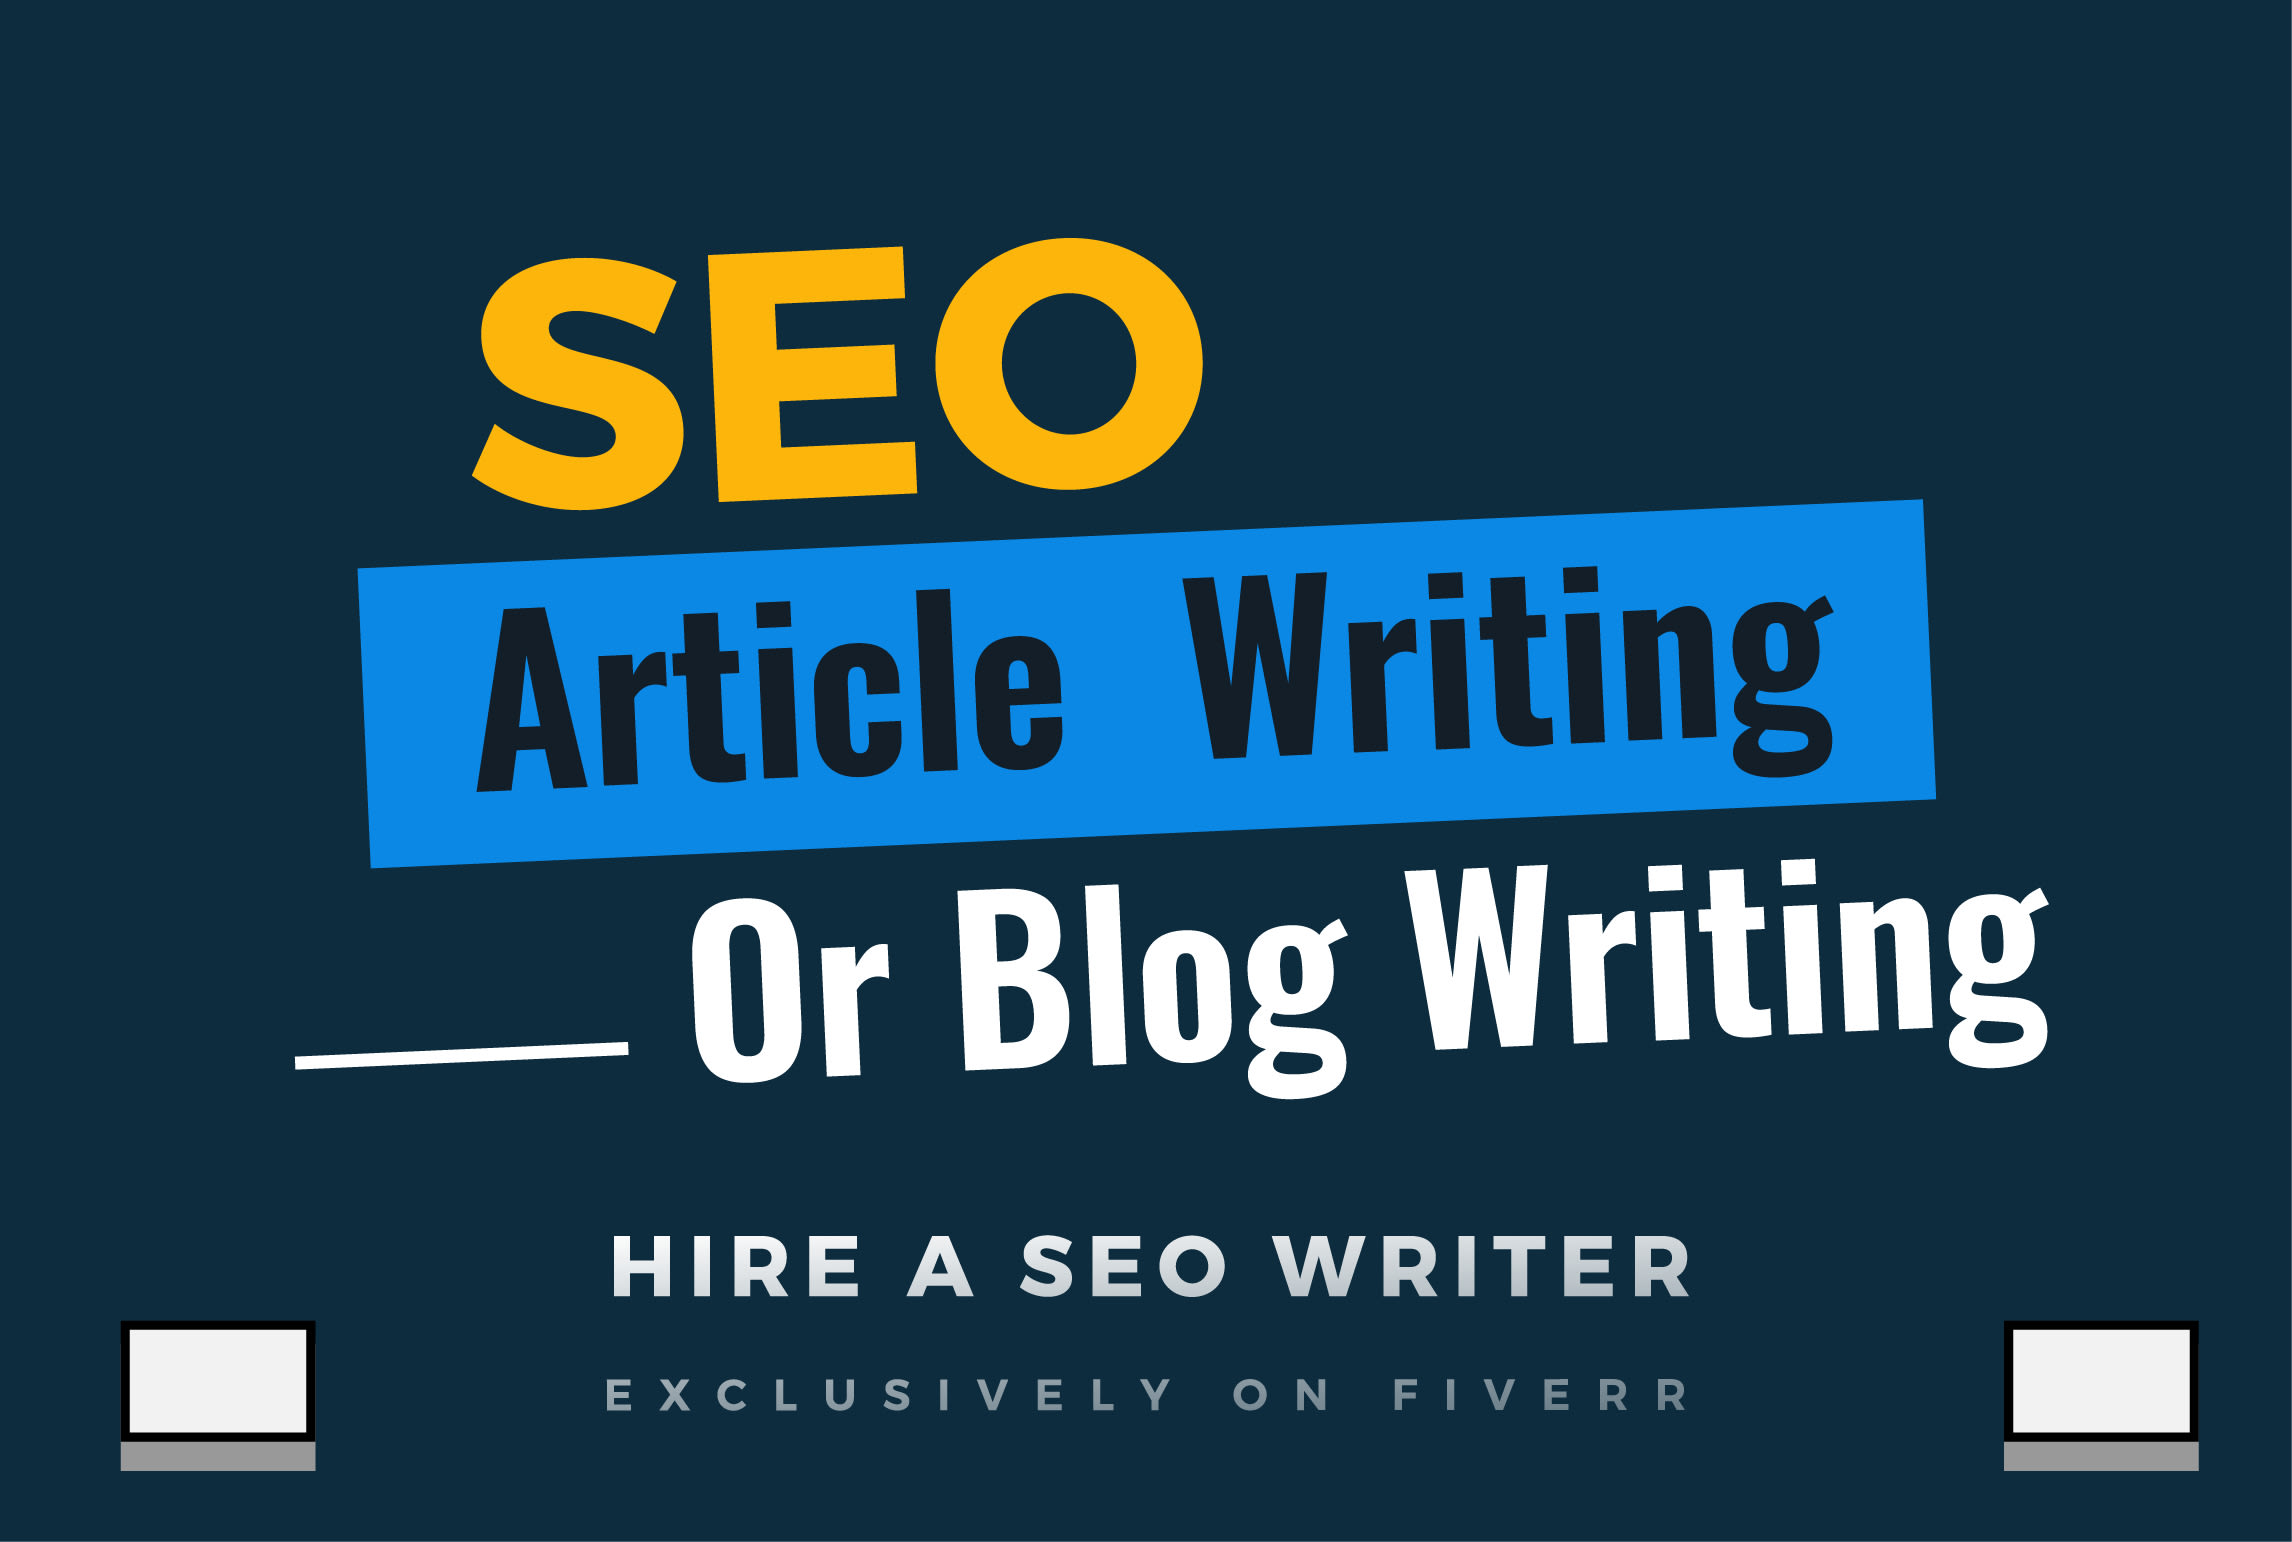 SEO
Article Writing
Or Blog Writing
HIRE A SEO WRITER
EXCLUSIVELY ON FIVERR